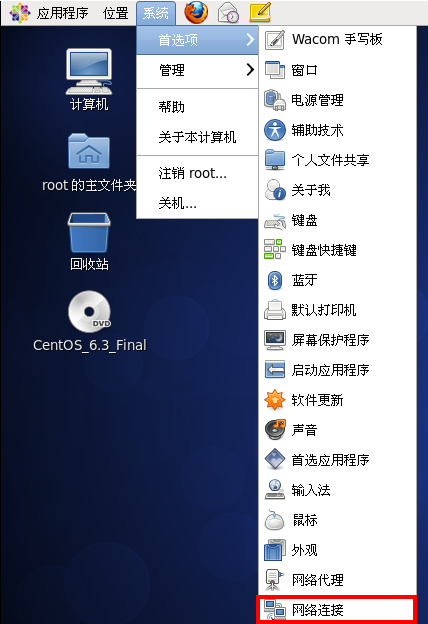 应用程序 位置 系统
首选项
管理
帮助
关于本计算机
注销 root...
关机...
计算机
root 的主文件夹
回收站
DVD
CentOS_6.3_Final
Wacom 手写板
窗口
电源管理
辅助技术
个人文件共享
关于我
键盘
键盘快捷键
蓝牙
默认打印机
屏幕保护程序
启动应用程序
软件更新
声音
首选应用程序
输入法
鼠标
外观
网络代理
网络连接